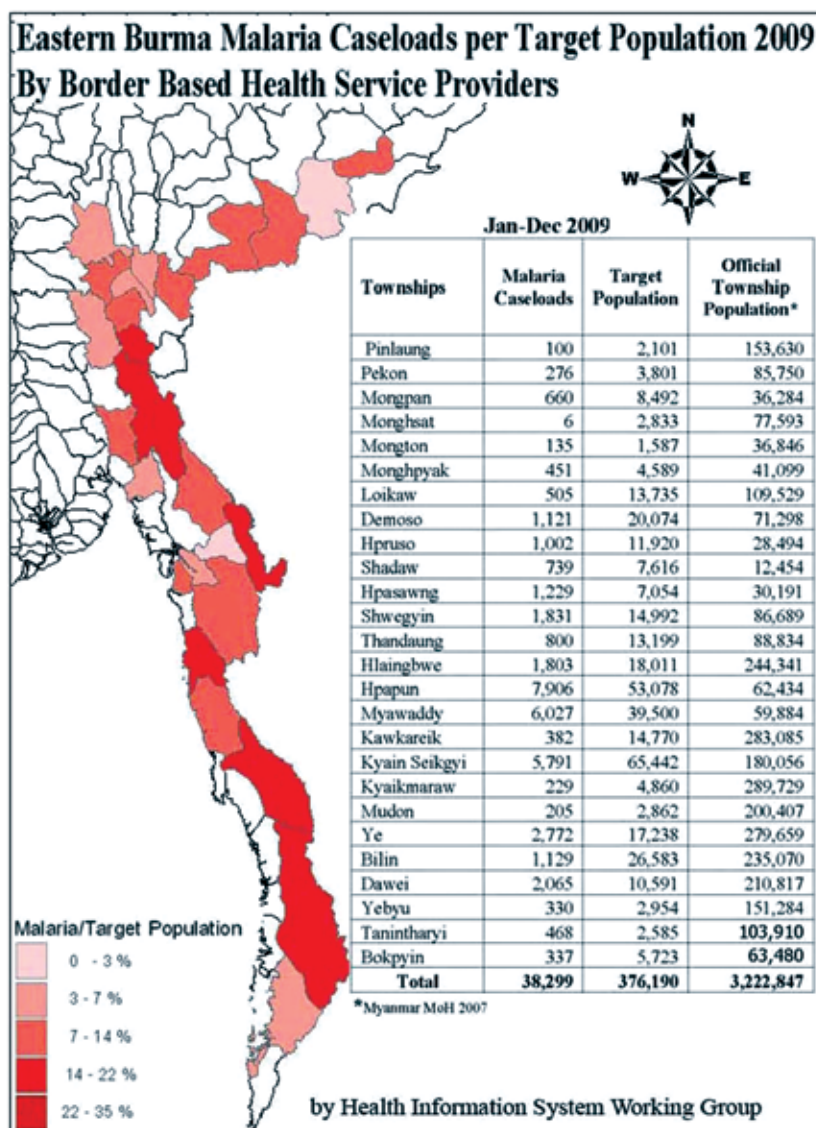 Eastern Burma Malaria Caseloads per Target Population 2009
By Border Based Health Service Providers
N
W E
S
Jan-Dec 2009
Townships Malaria Caseloads Target Population Official Township Population*
Pinlaung 100 2,101 153,630
Pekon 276 3,801 85,750
Mongpan 660 8,492 36,284
Monghsat 6 2,833 77,593
Mongton 135 1,587 36,846
Monghpyak 451 4,589 41,099
Loikaw 505 13,735 109,529
Demoso 1,121 20,074 71,298
Hpruso 1,002 11,920 28,494
Shadaw 739 7,616 12,454
Hpasawng 1,229 7,054 30,191
Shwegyin 1,831 14,992 86,689
Thandaung 800 13,199 88,834
Hlaingbwe 1,803 18,011 244,341
Hpapun 7,906 53,078 62,434
Myawaddy 6,027 39,500 59,884
Kawkareik 382 14,770 283,085
Kyain Seikgyi 5,791 65,442 180,056
Kyaikmaraw 229 4,860 289,729
Mudon 205 2,862 200,407
Ye 2,772 17,238 279,659
Bilin 1,129 26,583 235,070
Dawei 2,065 10,591 210,817
Yebyu 330 2,954 151,284
Tanintharyi 468 2,585 103,910
Bokpyin 337 5,723 63,480
Total 38,299 376,190 3,222,847
*Myanmar MoH 2007
Malaria/Target Population
0 - 3 %
3 - 7 %
7 - 14 %
14 - 22 %
22 - 35 %
by Health Information System Working Group